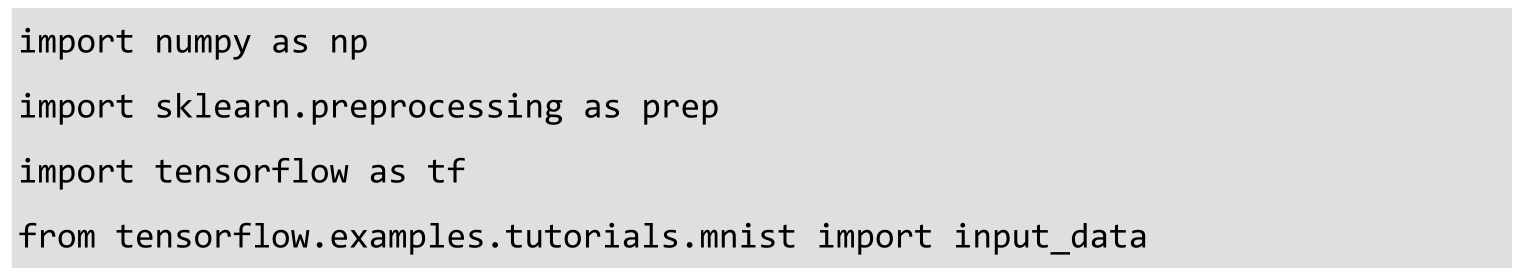 import numpy as np
import sklearn.preprocessing as prep
import tensorflow as tf
from tensorflow.examples.tutorials.mnist import input_data